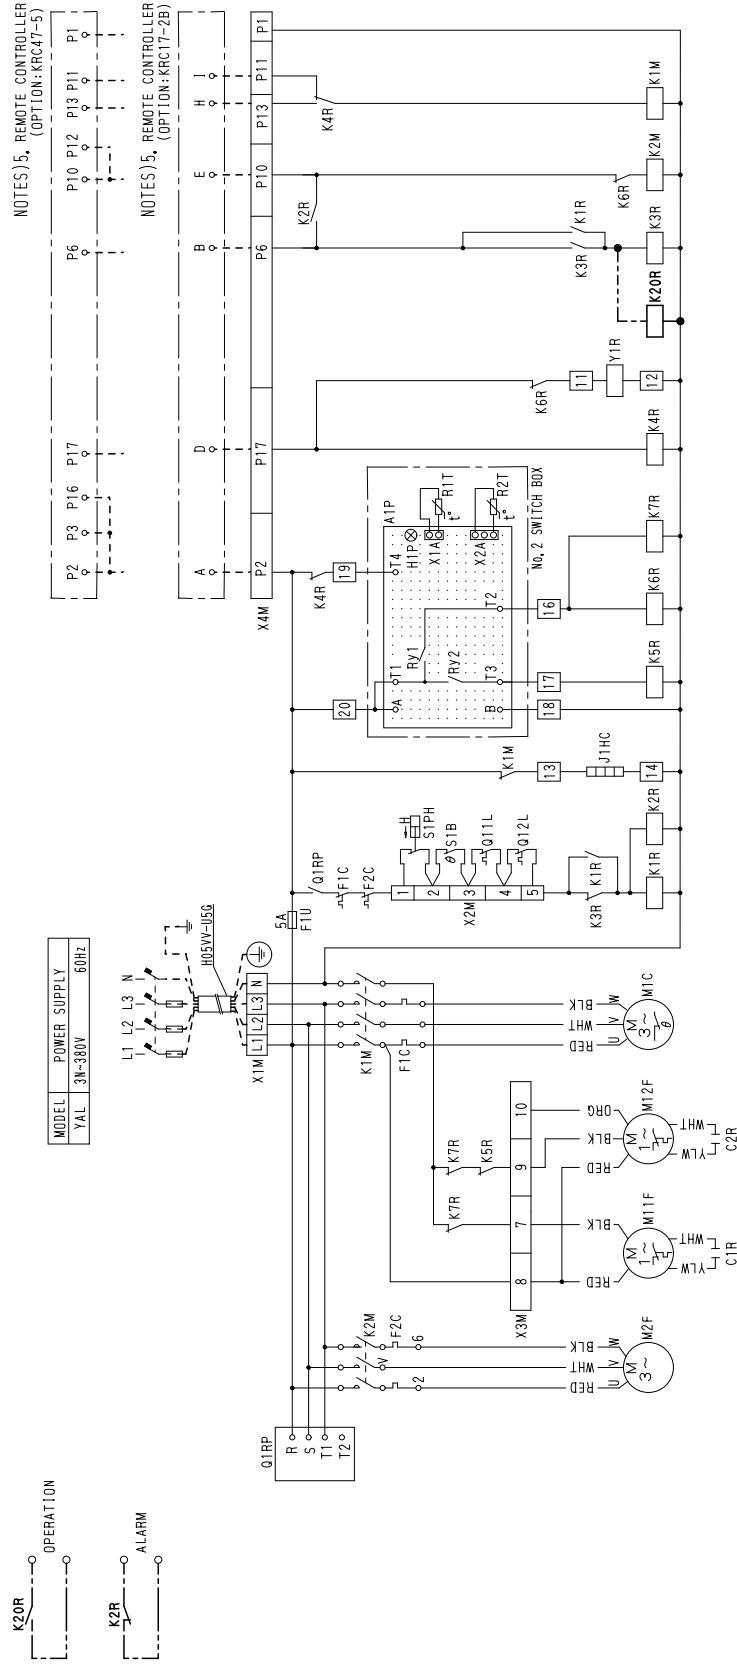 NOTES)5. REMOTE CONTROLLER
(OPTION:KRC47-5)
P2
P3
P16
P17
P6
P10
P12
P13
P11
P1
NOTES)5. REMOTE CONTROLLER
(OPTION:KRC17-2B)
A
D
B
E
H
I
X4M
P2
P17
P6
P10
P13
P11
P1
K4R
K2R
K4R
19
20
A1P
H1P
X1A
R1T
t°
X2A
R2T
t°
T4
T1
A
Ry1
Ry2
T2
T3
B
No.2 SWITCH BOX
16
17
18
K6R
11
Y1R
12
K1R
K3R
K6R
K1M
K2M
K3R
K20R
K4R
K7R
K6R
K5R
K1M
13
J1HC
14
Q1RP
F1C
F2C
X2M
1
2
3
4
5
H
S1PH
θ S1B
Q11L
Q12L
K1R
K3R
K2R
K1R
5A
F1U
MODEL
POWER SUPPLY
YAL
3N~380V
60Hz
L1
L2
L3
N
H05VV-U5G
X1M
L1
L2
L3
N
K1M
F1C
RED
WHT
BLK
U
V
W
M
3~
θ
M1C
K7R
K5R
K7R
X3M
8
7
9
10
RED
BLK
ORG
M
1~
M12F
YLW
WHT
C2R
RED
BLK
M
1~
M11F
YLW
WHT
C1R
Q1RP
R
S
T1
T2
K2M
F2C
2
V
6
RED
WHT
BLK
U
V
W
M
3~
M2F
K20R
OPERATION
K2R
ALARM